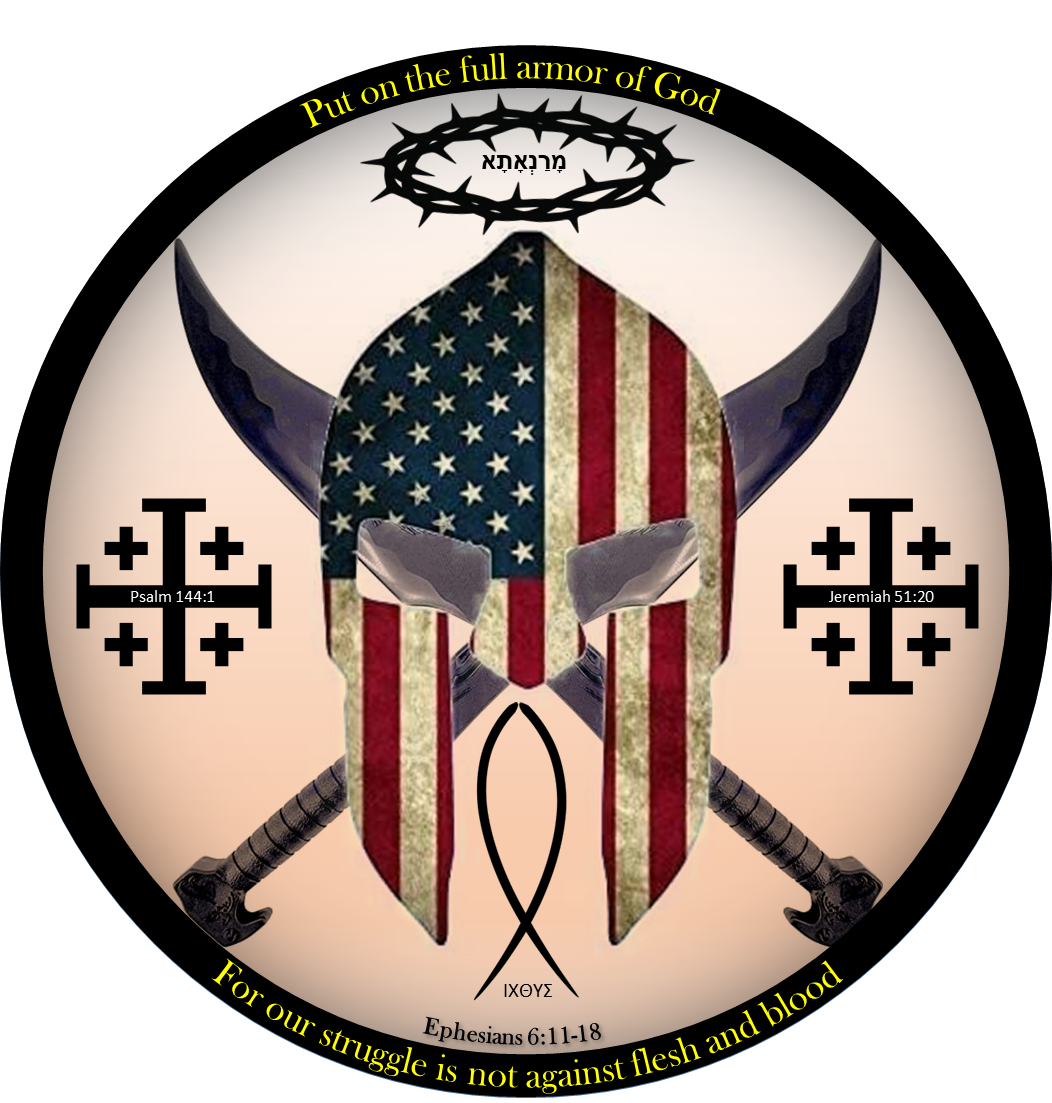 Put on the full armor of God
מָרַנְאָתָא
Psalm 144:1
Jeremiah 51:20
ΙΧΘΥΣ
Ephesians 6:11-18
For our struggle is not against flesh and blood